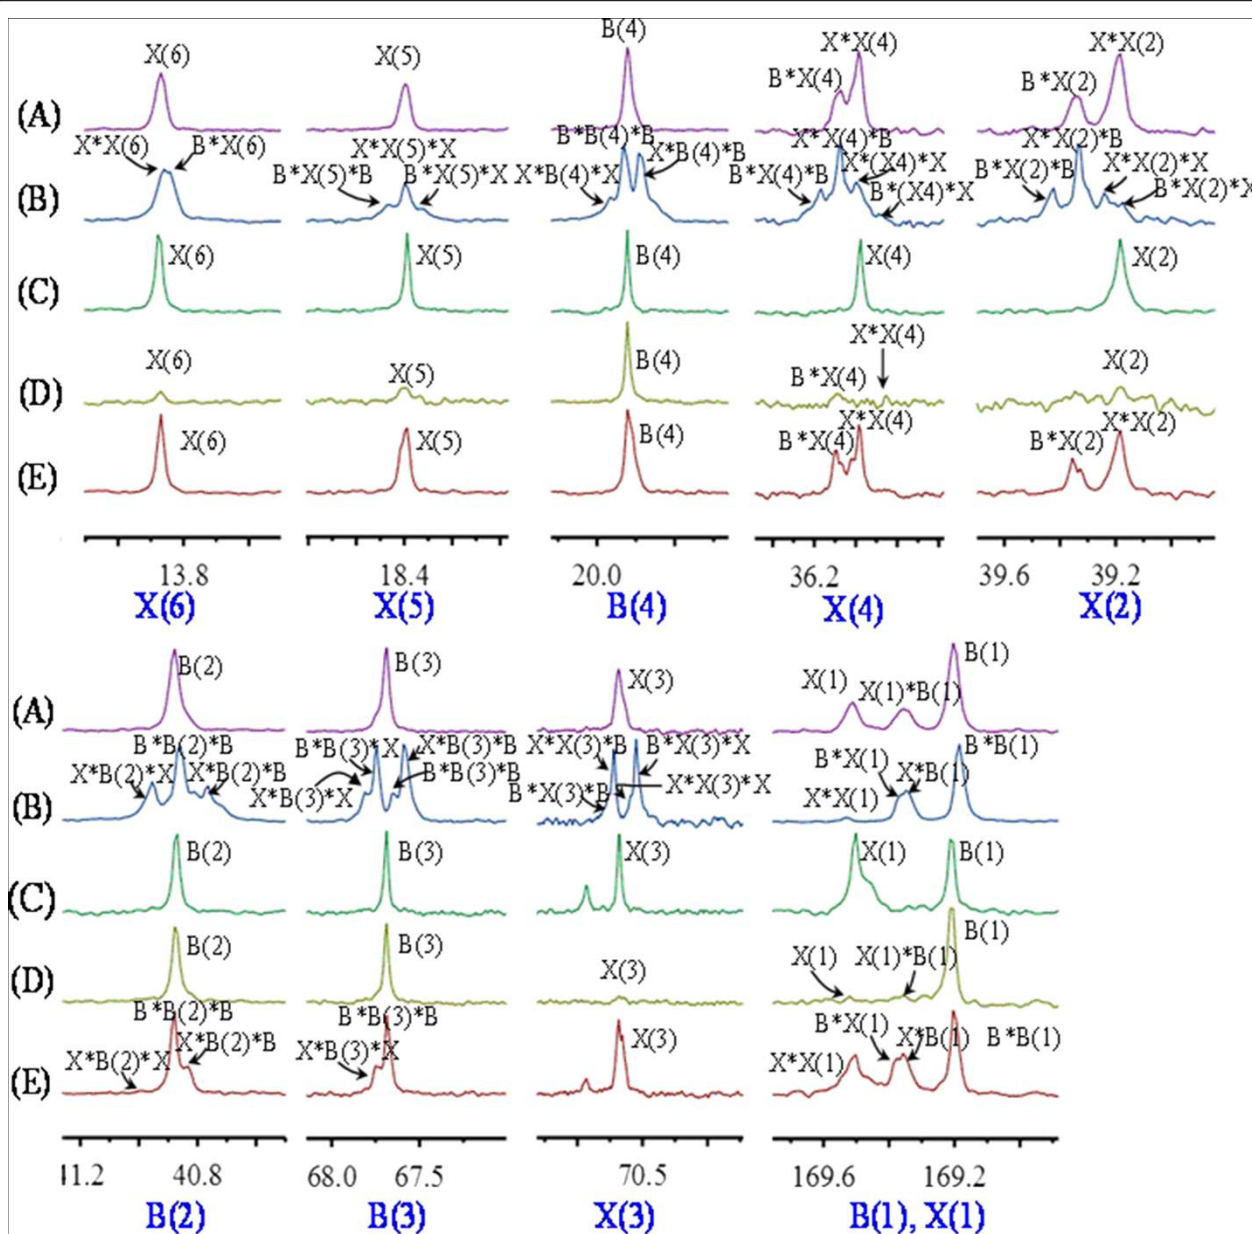 X(6) X(5) B(4) X*X(4) X*X(2)
B*X(4) B*X(2)
(A)
X*X(6) B*X(6) X*X(5)*X B*B(4)*B X*B(4)*B X*X(4)*B X*X(2)*B
B*X(5)*B B*X(5)*X X*B(4)*X B*X(4)*B X*(X4)*X B*X(2)*B X*X(2)*X
(B) B*(X4)*X B*X(2)*X
(C) X(6) X(5) B(4) X(4) X(2)
X*X(4)
(D) X(6) X(5) B(4) B*X(4) X(2)
X*X(4) X*X(2)
(E) X(6) X(5) B(4) B*X(4) B*X(2)
13.8 18.4 20.0 36.2 39.6 39.2
X(6) X(5) B(4) X(4) X(2)
B(2) B(3) X(3) X(1) X(1)*B(1) B(1)
(A)
B*B(2)*B B*B(3)*X X*B(3)*B X*X(3)*B B*X(3)*X B*X(1) X*B(1) B*B(1)
X*B(2)*X X*B(2)*B X*B(3)*X B*B(3)*B B*X(3)*B X*X(3)*X X*X(1)
(B)
(C) B(2) B(3) X(3) X(1) B(1)
(D) B(2) B(3) X(3) X(1) X(1)*B(1) B(1)
B*B(2)*B B*B(3)*B B*X(1) X*B(1) B*B(1)
X*B(2)*X X*B(2)*B X*B(3)*X X(3) X*X(1)
(E)
11.2 40.8 68.0 67.5 70.5 169.6 169.2
B(2) B(3) X(3) B(1), X(1)